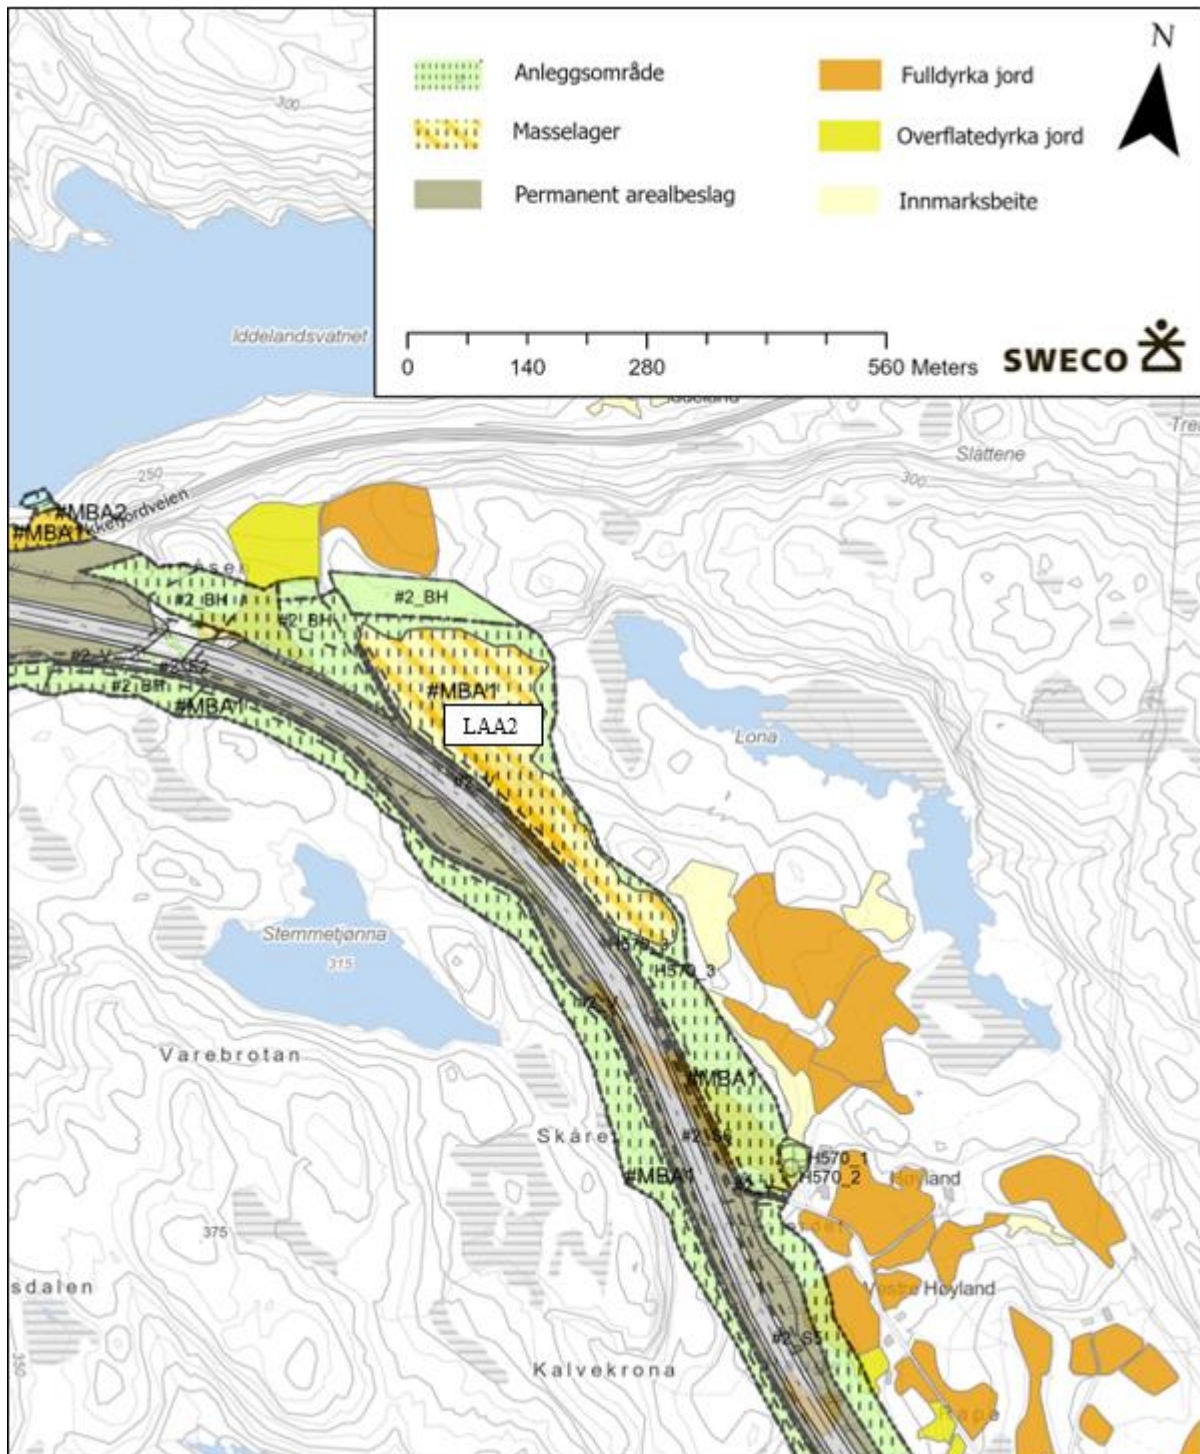 N
Anleggsområde
Fulldyrka jord
Masselager
Overflatedyrka jord
Permanent arealbeslag
Innmarksbeite
300
0 140 280 560 Meters
SWECO
Iddelandsvatnet
Slåttene
300
250
#MBA2
#MBA1
#2_BH
#2_BH
#2_BH
#2_BH
#MBA1
#MBA1
LAA2
Lona
Stemmetjønna
315
H570_3
Varebrotan
#MBA1
Skåret
H570_1
#MBA1
H570_2
Høyland
375
sdalen
Vestre Høyland
#2_S5
350
Kalvekrona